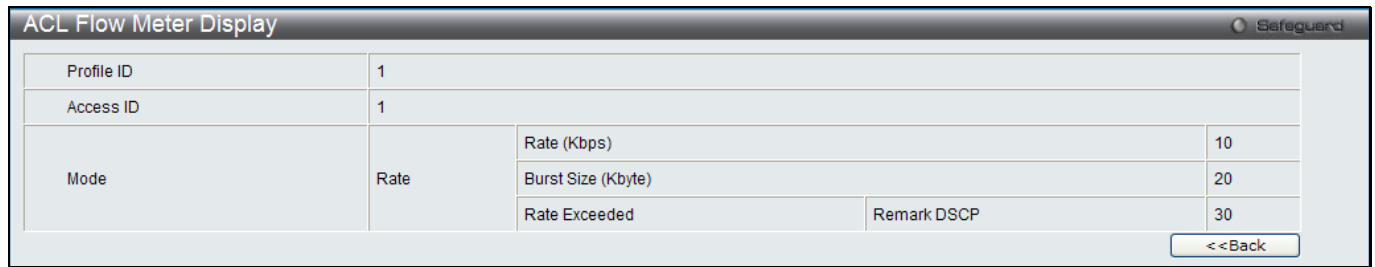 ACL Flow Meter Display
Safeguard
Profile ID 1
Access ID 1
Mode Rate Rate (Kbps) 10
Burst Size (Kbyte) 20
Rate Exceeded Remark DSCP 30
<<Back